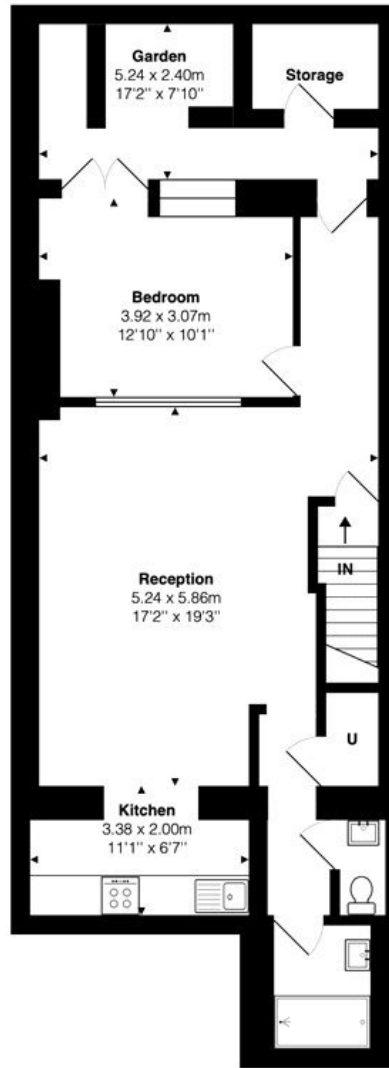 Garden
5.24 x 2.40m
17'2" x 7'10"
Storage
Bedroom
3.92 x 3.07m
12'10" x 10'1"
IN
Reception
5.24 x 5.86m
17'2" x 19'3"
U
Kitchen
3.38 x 2.00m
11'1" x 6'7"